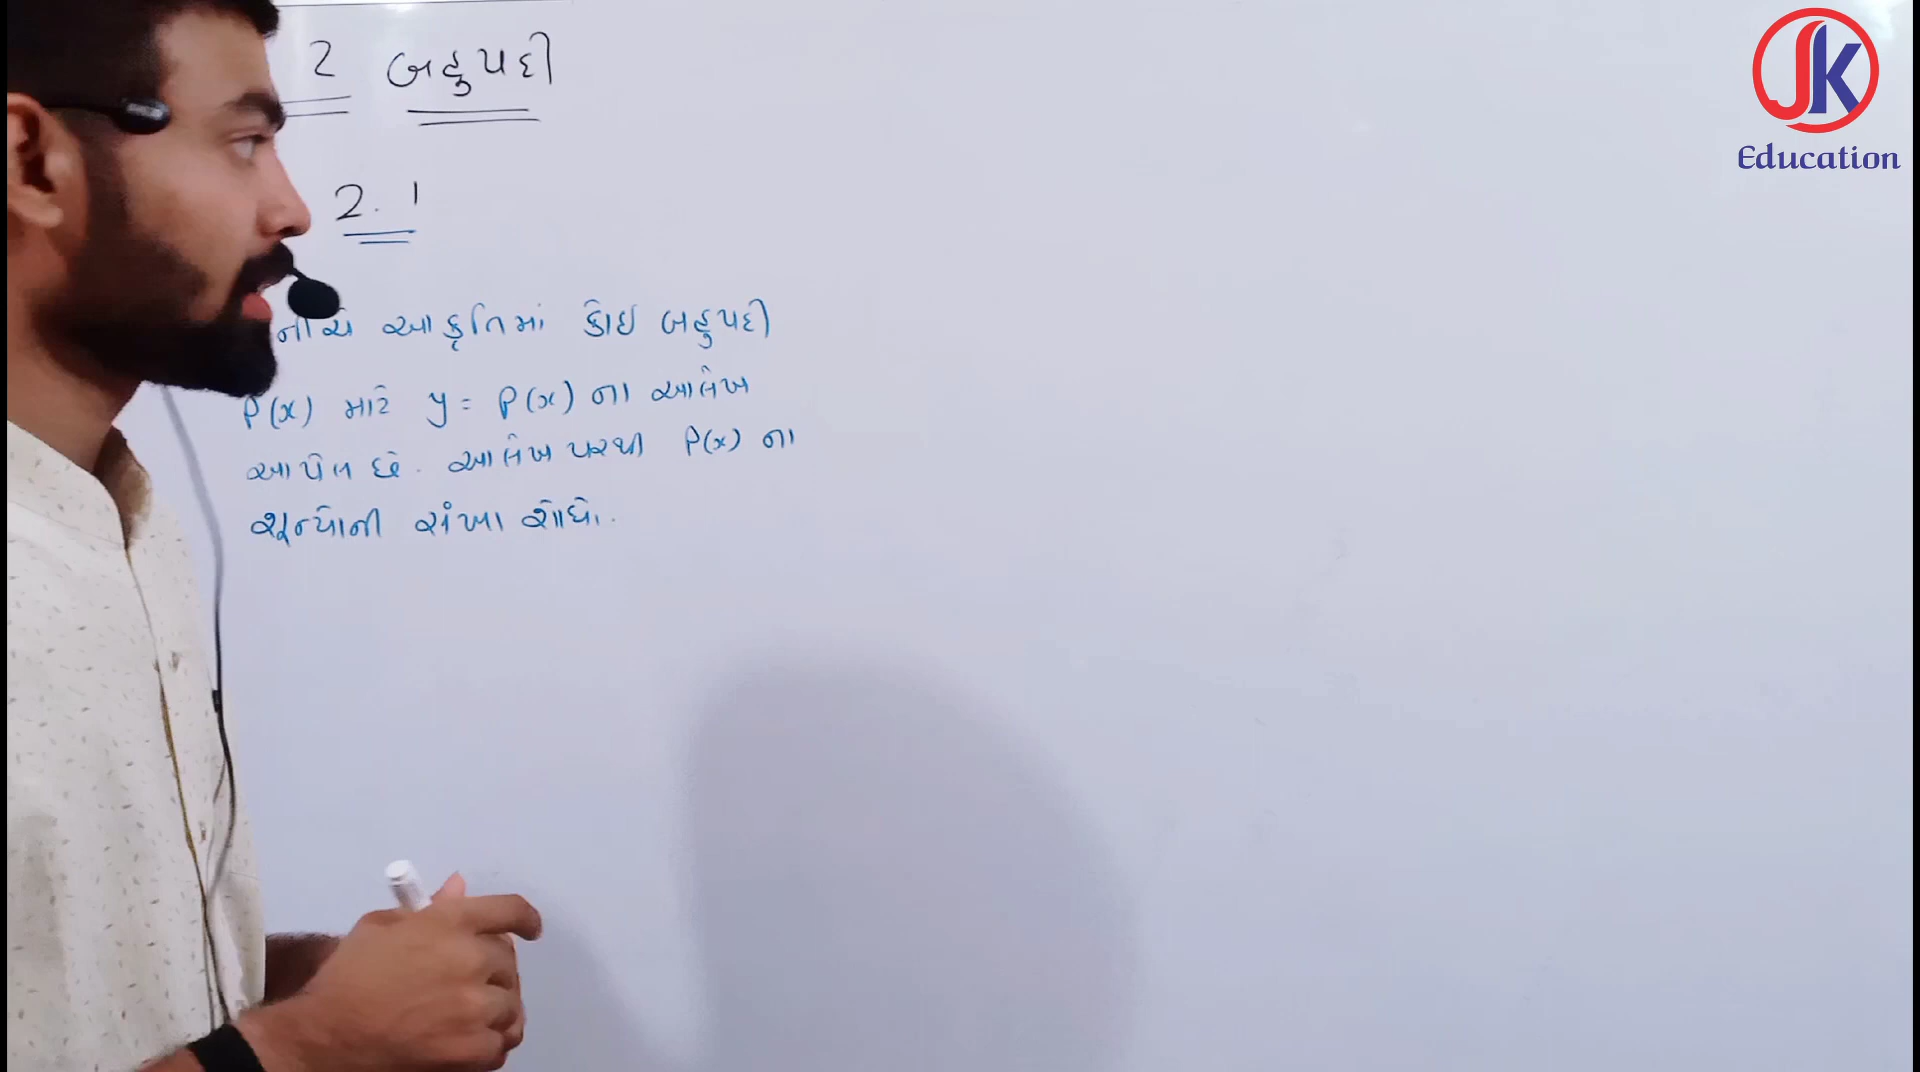 2 બહુપદી
2.1
નીચે આકૃતિમાં કોઇ બહુપદી
P(x) માટે y = P(x) ના આલેખ
આપેલ છે. આલેખ પરથી P(x) ના
શૂન્યોની સંખ્યા શોધો.
JK
Education